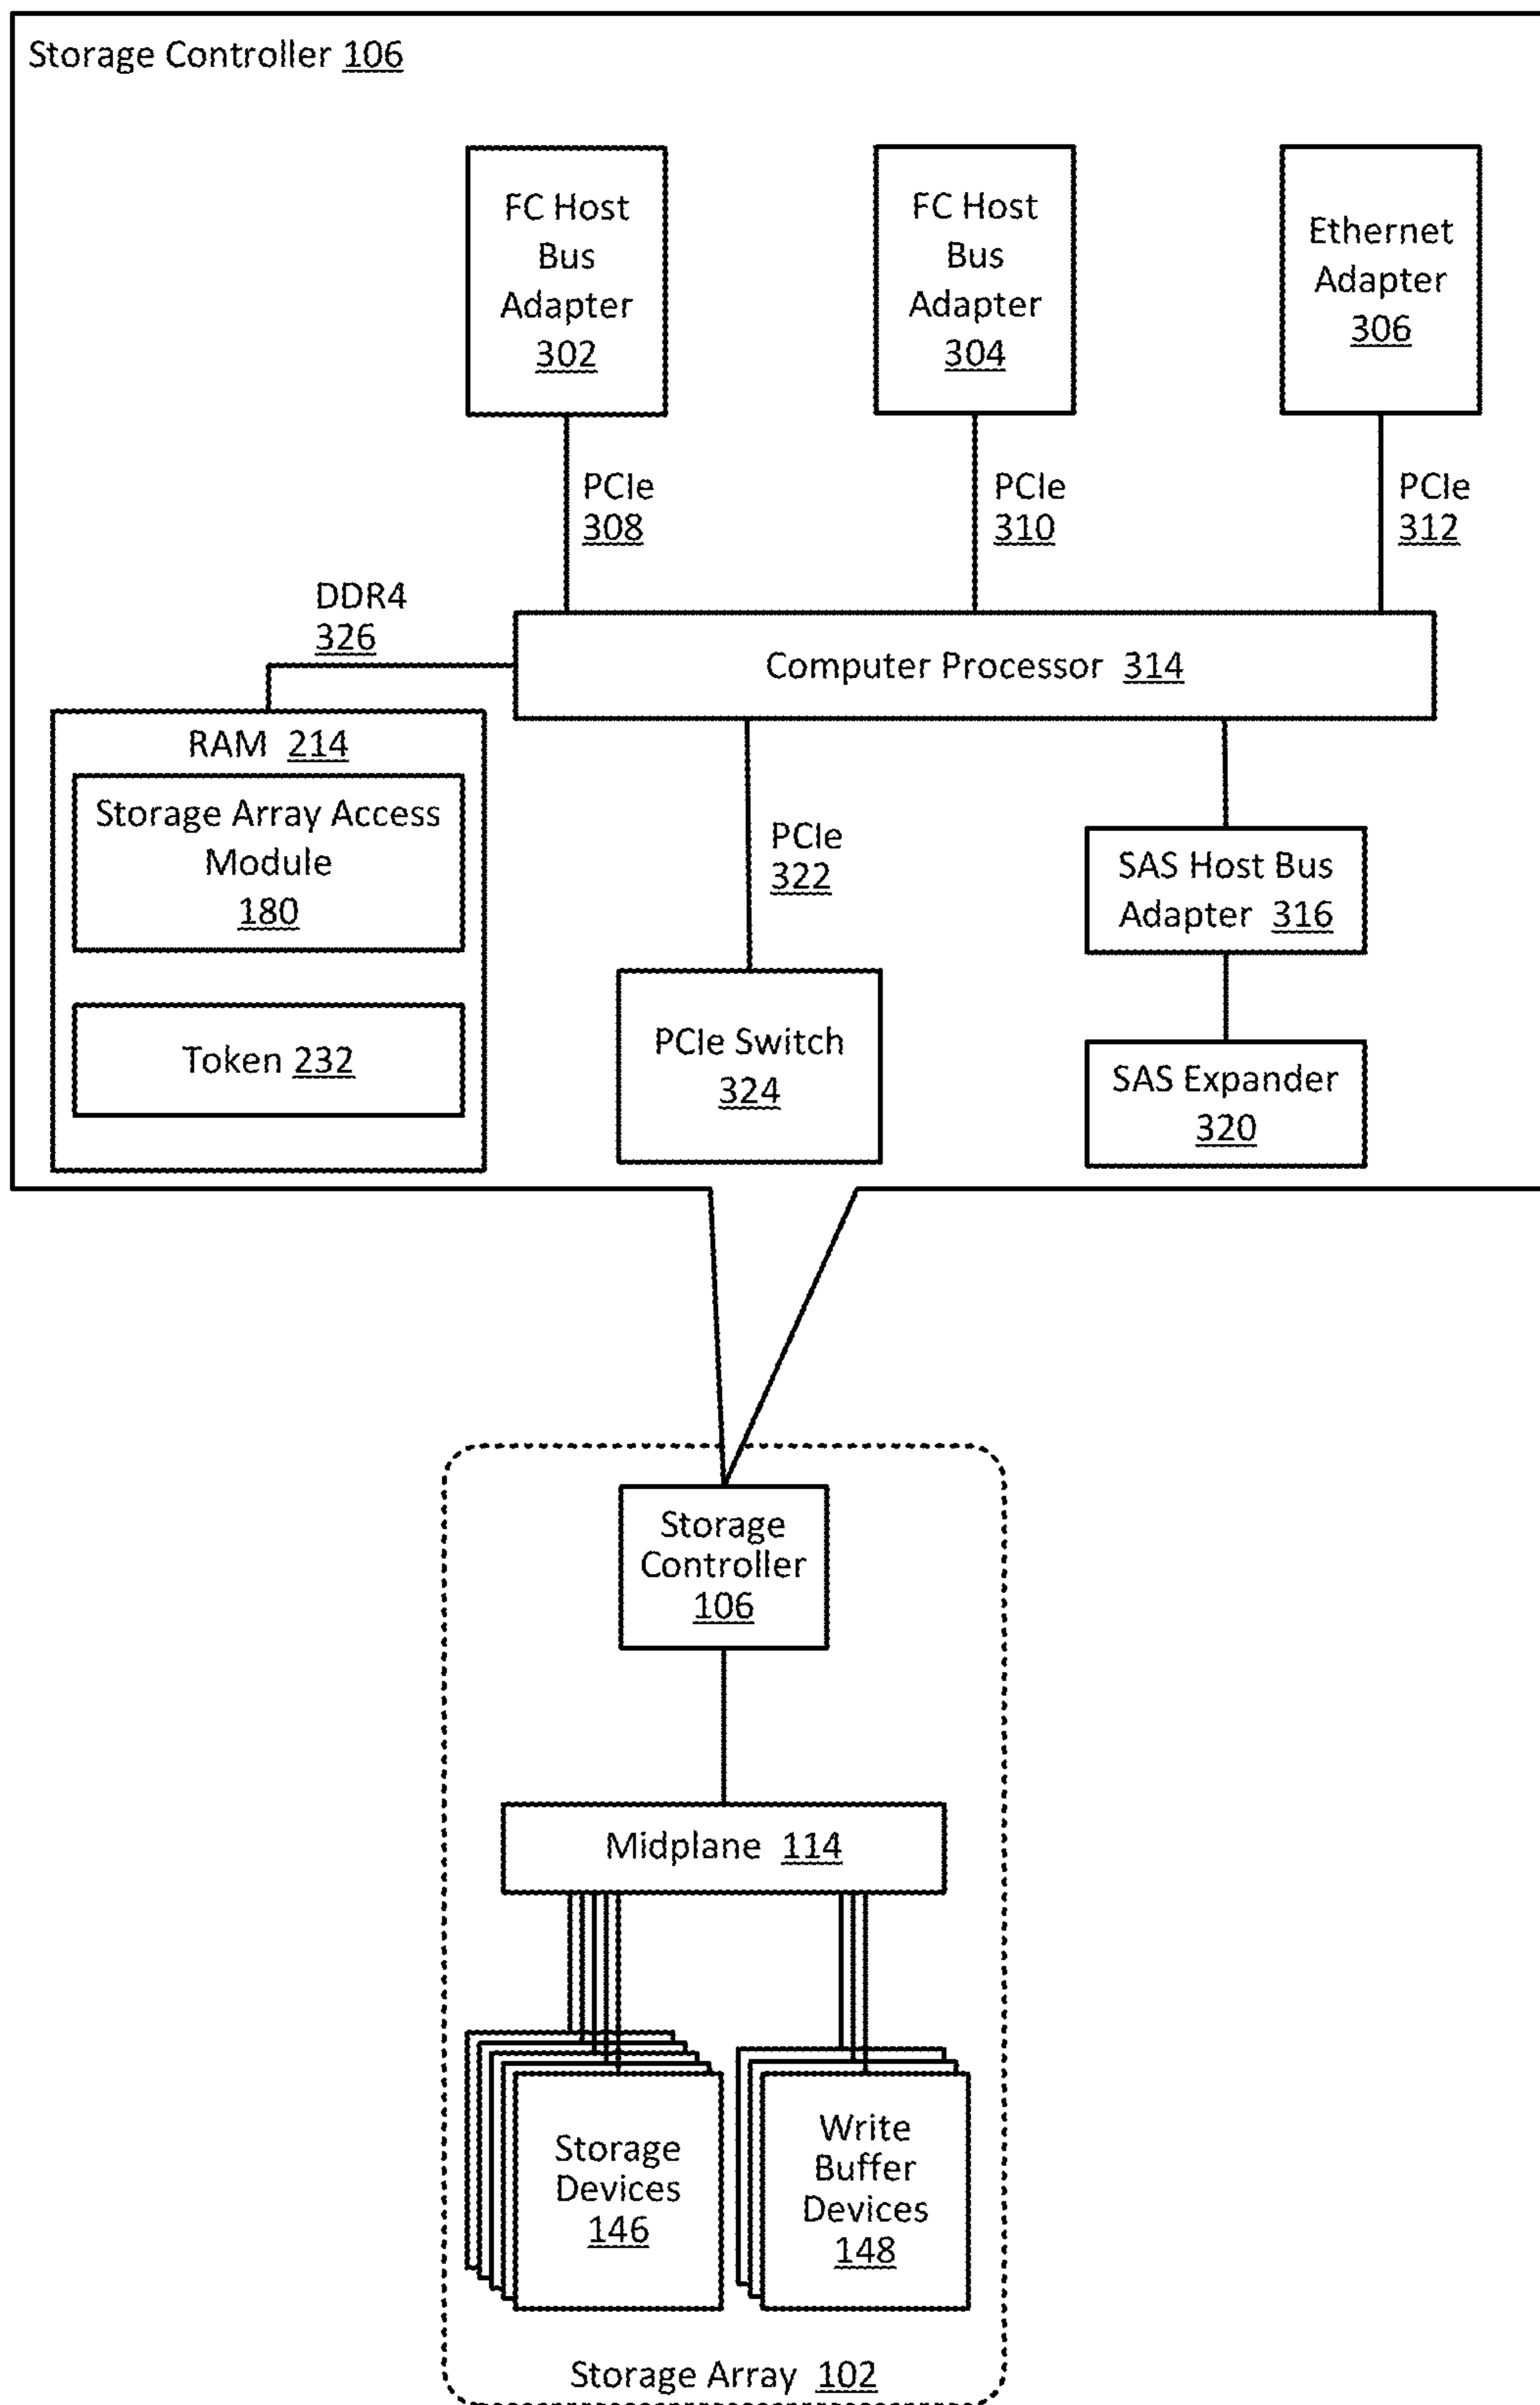 Storage Controller 106
FC Host
Bus
Adapter
302
FC Host
Bus
Adapter
304
Ethernet
Adapter
306
PCIe
308
PCIe
310
PCIe
312
DDR4
326
Computer Processor 314
RAM 214
Storage Array Access
Module
180
Token 232
PCIe
322
PCIe Switch
324
SAS Host Bus
Adapter 316
SAS Expander
320
Storage
Controller
106
Midplane 114
Storage
Devices
146
Write
Buffer
Devices
148
Storage Array 102